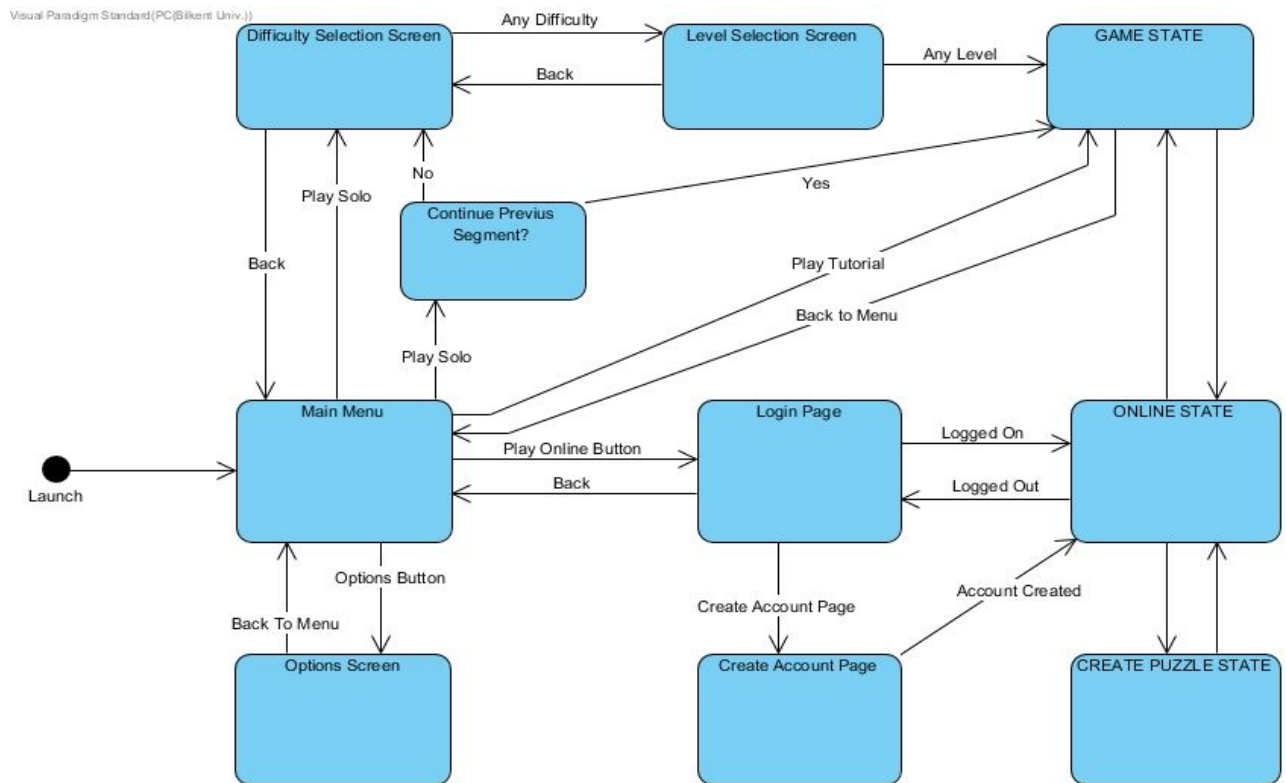 Visual Paradigm Standard(PC(Bilkent Univ.))
Difficulty Selection Screen
Any Difficulty
Back
Level Selection Screen
Any Level
GAME STATE
No
Yes
Play Solo
Continue Previus
Segment?
Back
Play Tutorial
Back to Menu
Play Solo
Launch
Main Menu
Play Online Button
Back
Login Page
Logged On
Logged Out
ONLINE STATE
Options Button
Back To Menu
Create Account Page
Account Created
Options Screen
Create Account Page
CREATE PUZZLE STATE